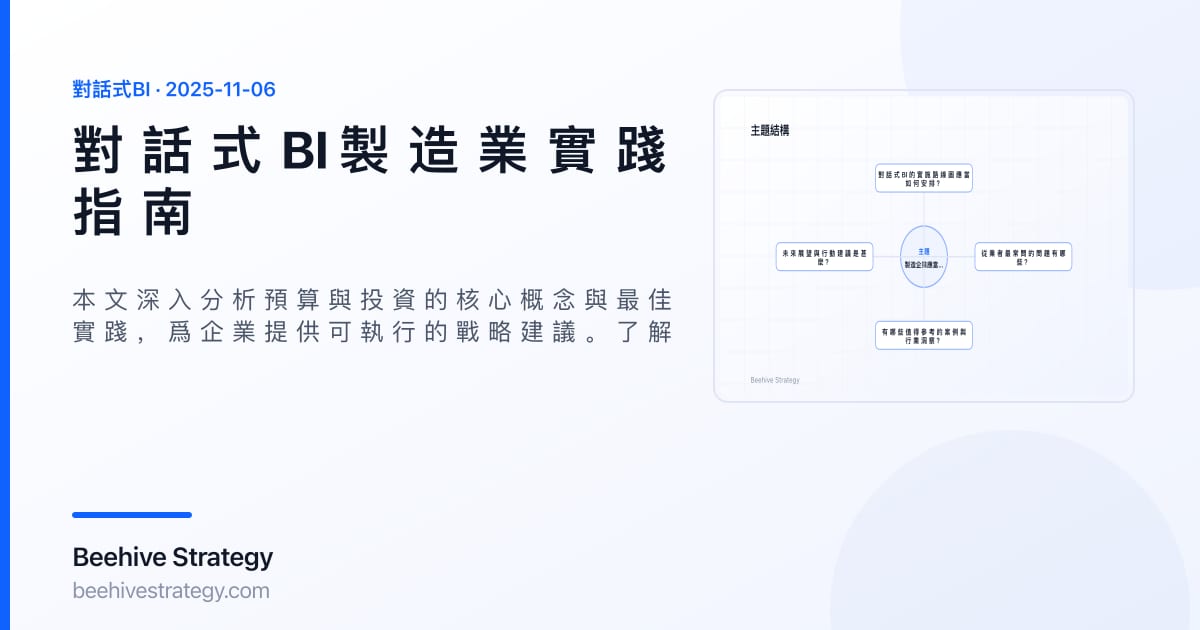 對話式BI · 2025-11-06
對話式BI製造業實踐
指南
本文深入分析預算與投資的核心概念與最佳
實踐，爲企業提供可執行的戰略建議。了解
主題結構
對話式BI的實施路線圖應當
如何安排？
未來展望與行動建議是甚
麼？
主題
製造企業應當...
從業者最常問的問題有哪
些？
有哪些值得參考的案例與
行業洞察？
Beehive Strategy
Beehive Strategy
beehivestrategy.com